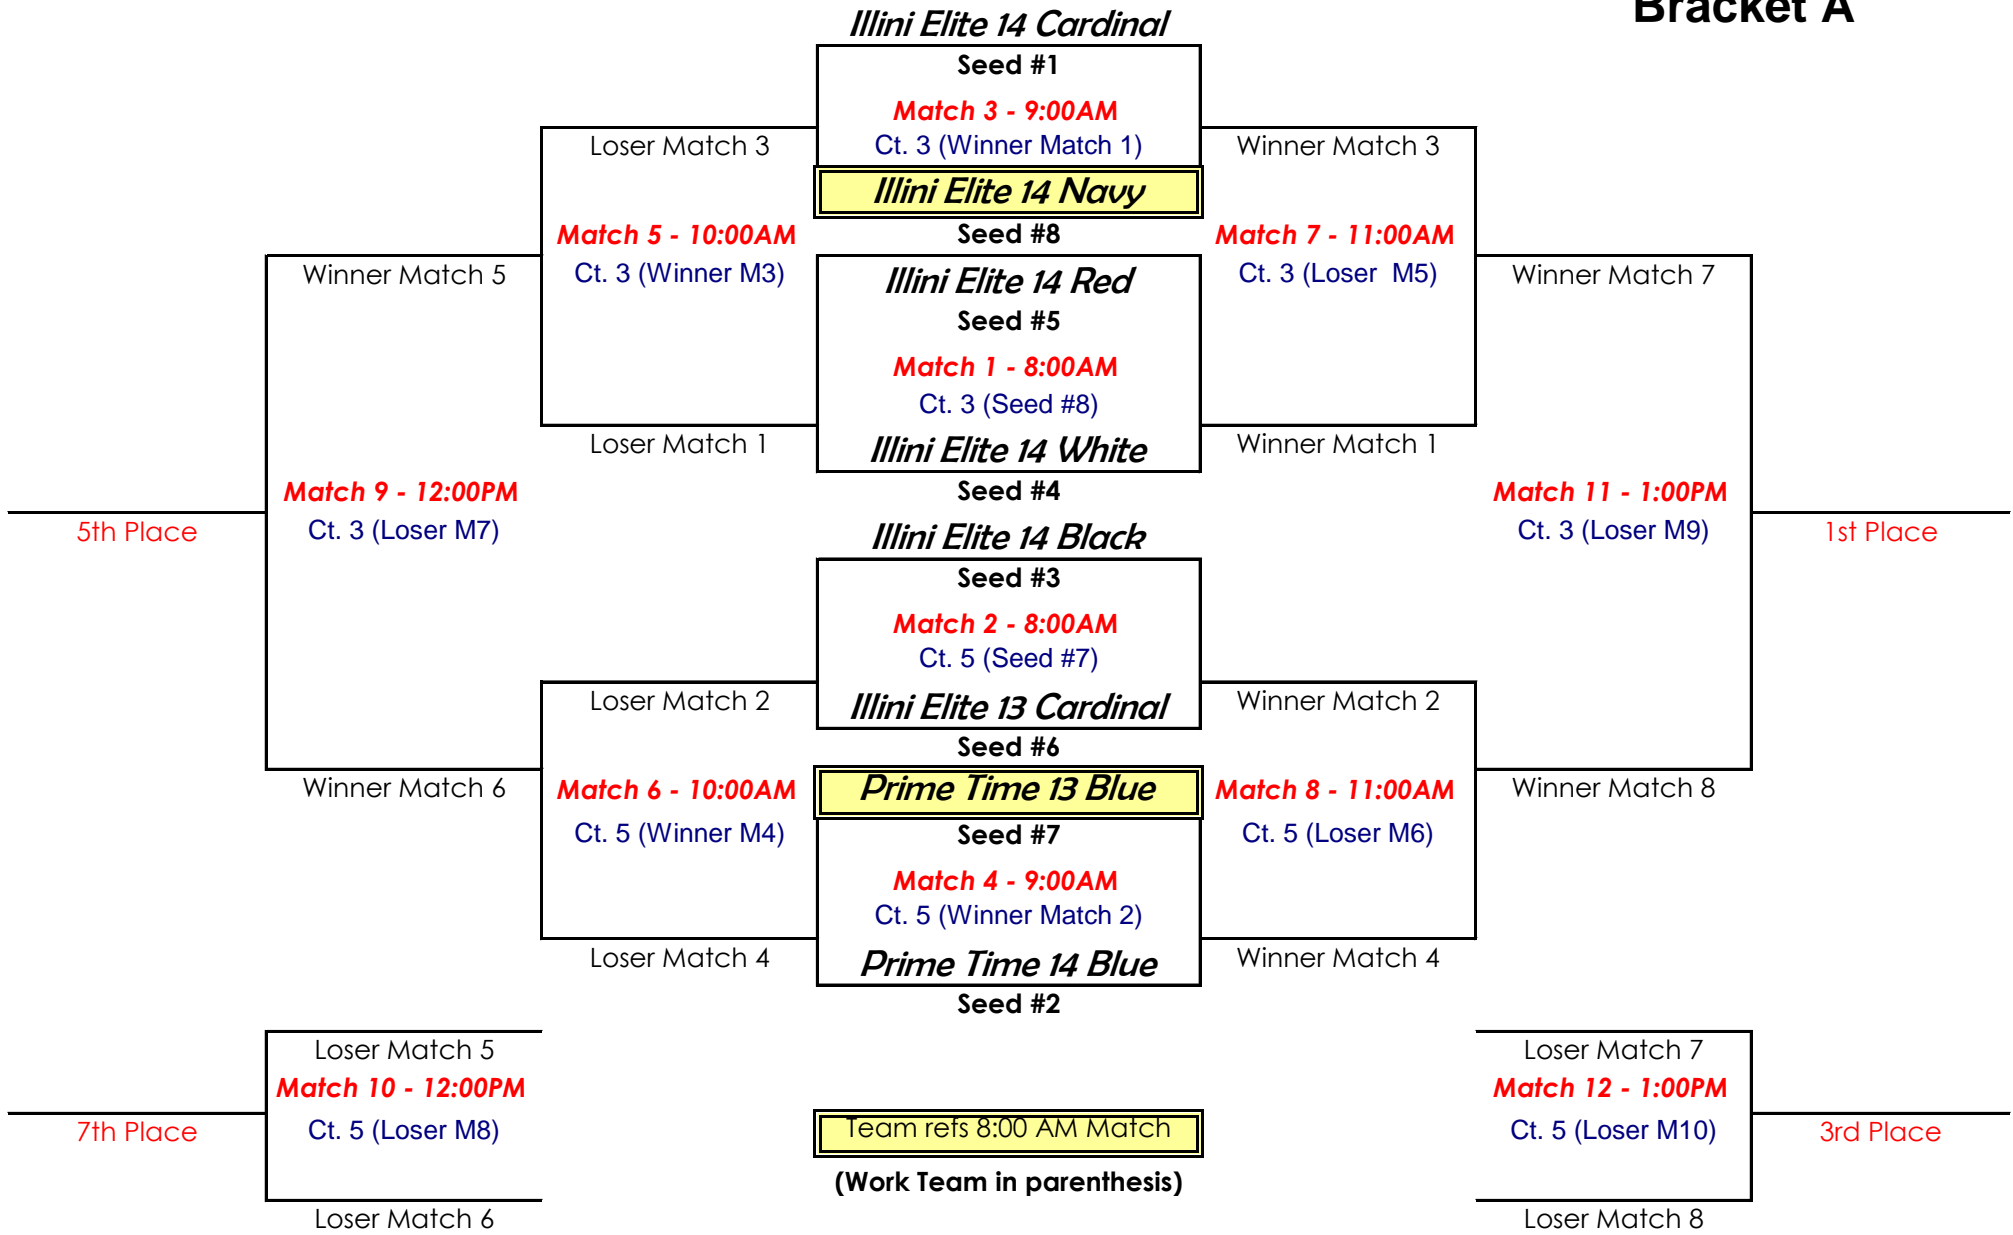 Bracket A
Illini Elite 14 Cardinal
Seed #1
Match 3 - 9:00AM
Loser Match 3
Ct. 3 (Winner Match 1)
Winner Match 3
Illini Elite 14 Navy
Match 5 - 10:00AM
Seed #8
Match 7 - 11:00AM
Winner Match 5
Ct. 3 (Winner M3)
Illini Elite 14 Red
Ct. 3 (Loser  M5)
Winner Match 7
Seed #5
Match 1 - 8:00AM
Ct. 3 (Seed #8)
Loser Match 1
Illini Elite 14 White
Winner Match 1
Match 9 - 12:00PM
Seed #4
Match 11 - 1:00PM
5th Place
Ct. 3 (Loser M7)
Illini Elite 14 Black
Ct. 3 (Loser M9)
1st Place
Seed #3
Match 2 - 8:00AM
Ct. 5 (Seed #7)
Loser Match 2
Illini Elite 13 Cardinal
Winner Match 2
Seed #6
Winner Match 6
Match 6 - 10:00AM
Prime Time 13 Blue
Match 8 - 11:00AM
Winner Match 8
Ct. 5 (Winner M4)
Seed #7
Ct. 5 (Loser M6)
Match 4 - 9:00AM
Ct. 5 (Winner Match 2)
Loser Match 4
Prime Time 14 Blue
Winner Match 4
Seed #2
Loser Match 5
Loser Match 7
Match 10 - 12:00PM
Match 12 - 1:00PM
7th Place
Ct. 5 (Loser M8)
Team refs 8:00 AM Match
Ct. 5 (Loser M10)
3rd Place
(Work Team in parenthesis)
Loser Match 6
Loser Match 8